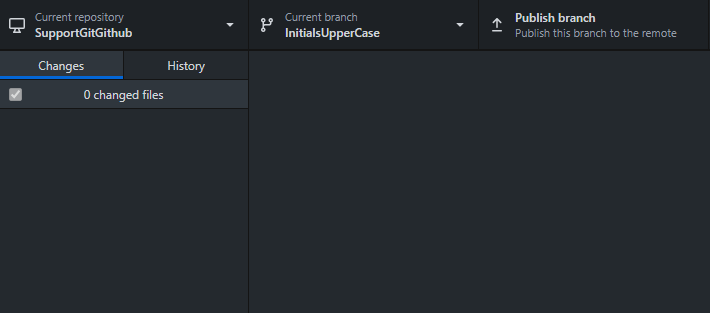 Current repository
SupportGitGithub
Current branch
InitialsUpperCase
Publish branch
Publish this branch to the remote
Changes
History
0 changed files